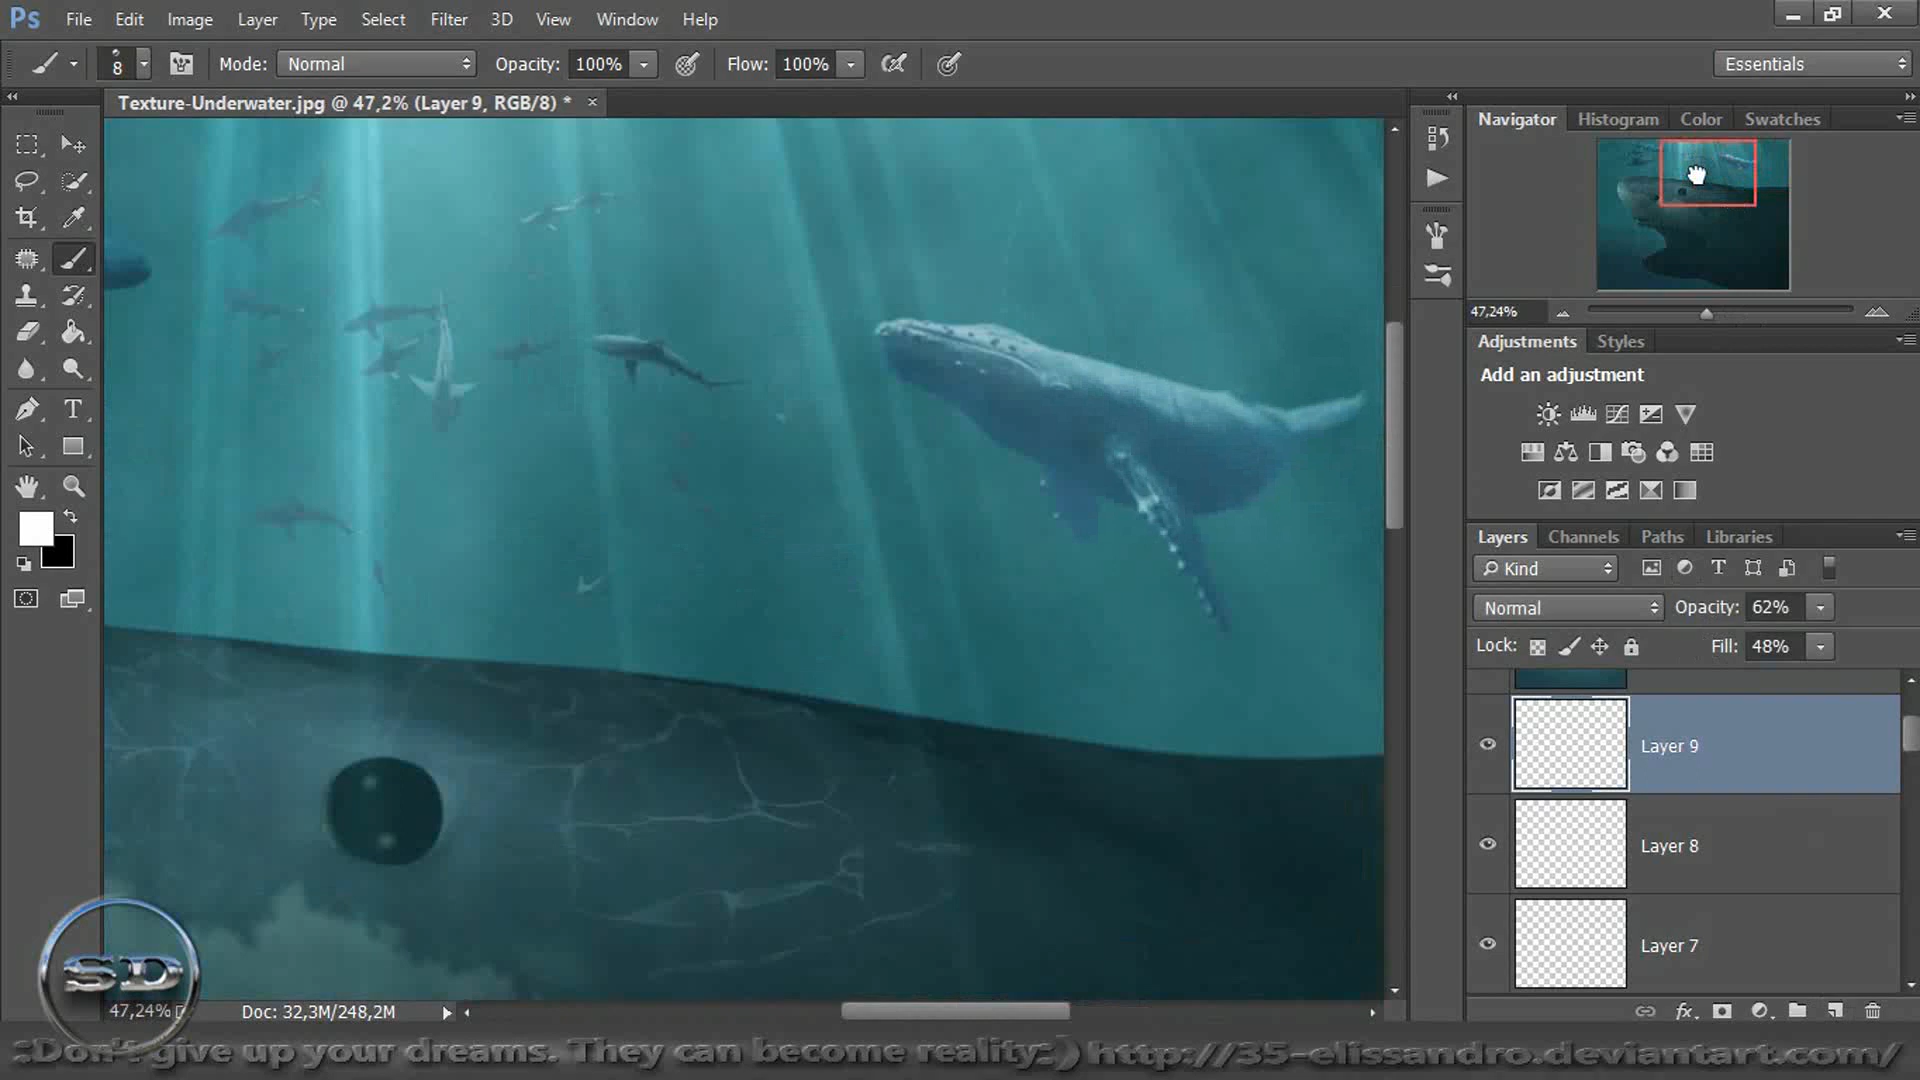 Ps File Edit Image Layer Type Select Filter 3D View Window Help
8 Mode: Normal Opacity: 100% Flow: 100% Essentials
Texture-Underwater.jpg @ 47,2% (Layer 9, RGB/8) * ×
Navigator Histogram Color Swatches
47,24%
Adjustments Styles
Add an adjustment
Layers Channels Paths Libraries
Kind T
Normal Opacity: 62%
Lock: Fill: 48%
Layer 9
Layer 8
Layer 7
fx
T
SD
47,24% Doc: 32,3M/248,2M
:Don't give up your dreams. They can become reality:) http://35-elissandro.deviantart.com/